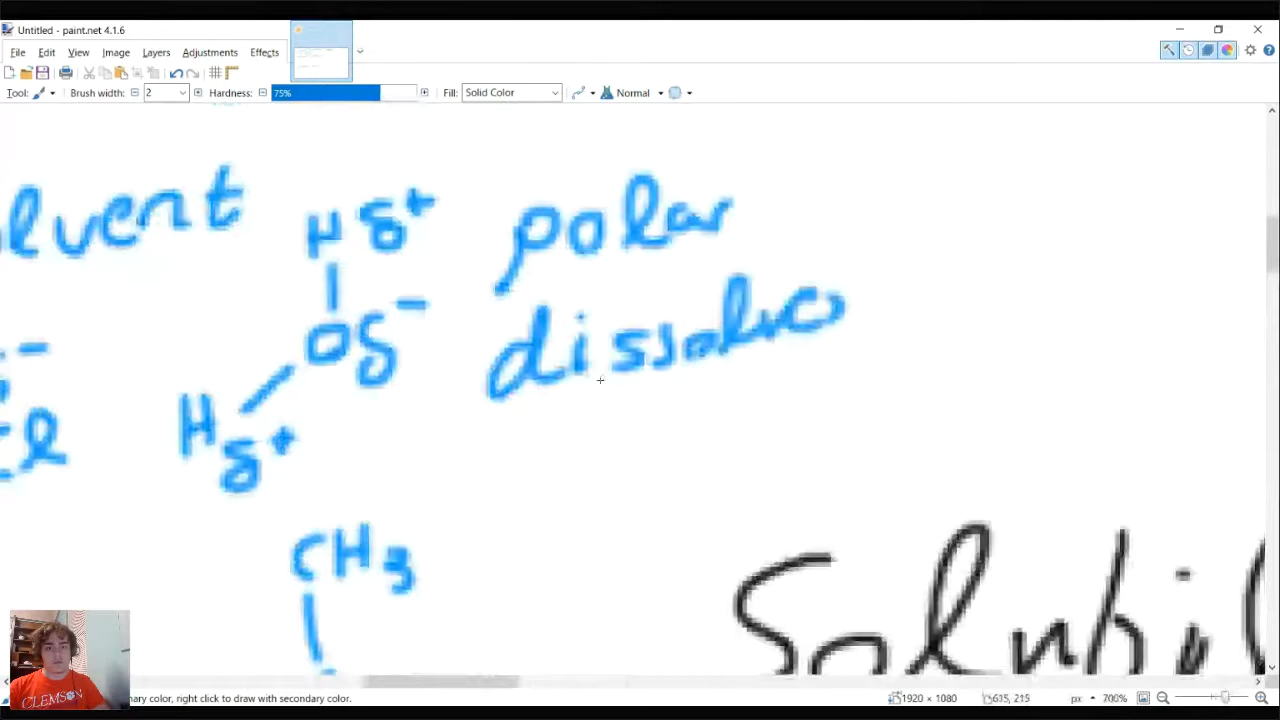 Untitled - paint.net 4.1.6
File Edit View Image Layers Adjustments Effects
Tool: Brush width: 2 Hardness: 75% Fill: Solid Color Normal
lvent
H δ+
polar
O δ−
H δ+
CH3
Solubil
CLEMSON
ary color, right click to draw with secondary color.
1920 × 1080
615, 215
px
700%